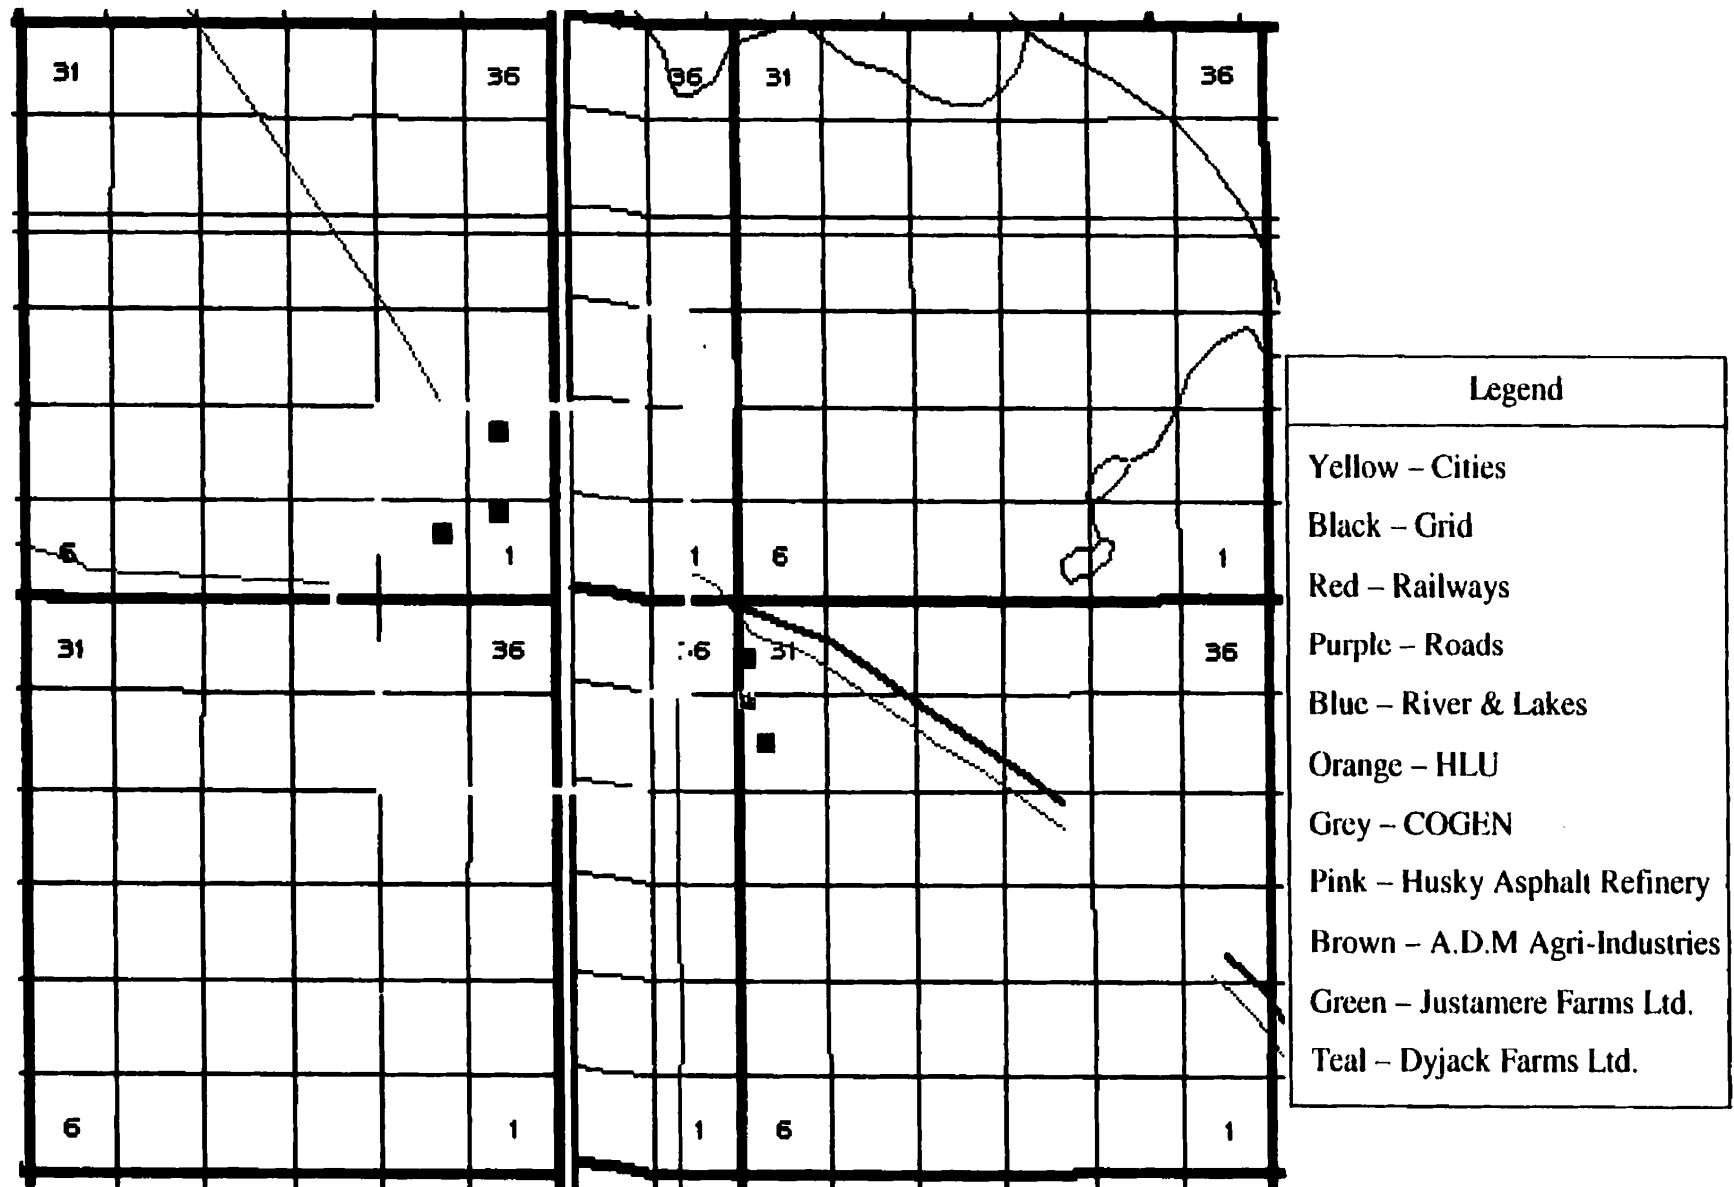 31 36 36 31 36
6 1 1 6 1
31 36 31 36
6 1 1 6 1
Legend
Yellow – Cities
Black – Grid
Red – Railways
Purple – Roads
Blue – River & Lakes
Orange – HLU
Grey – COGEN
Pink – Husky Asphalt Refinery
Brown – A.D.M Agri-Industries
Green – Justamere Farms Ltd.
Teal – Dyjack Farms Ltd.